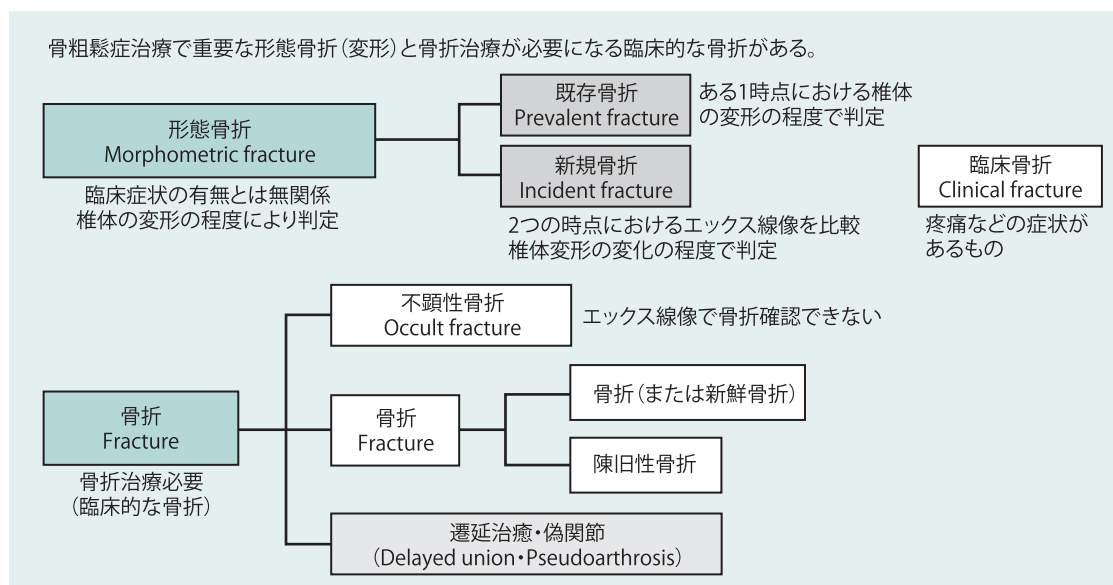 骨粗鬆症治療で重要な形態骨折（変形）と骨折治療が必要になる臨床的な骨折がある。
形態骨折
Morphometric fracture
臨床症状の有無とは無関係
椎体の変形の程度により判定
既存骨折
Prevalent fracture
ある1時点における椎体
の変形の程度で判定
新規骨折
Incident fracture
2つの時点におけるエックス線像を比較
椎体変形の変化の程度で判定
臨床骨折
Clinical fracture
疼痛などの症状が
あるもの
骨折
Fracture
骨折治療必要
（臨床的な骨折）
不顕性骨折
Occult fracture
エックス線像で骨折確認できない
骨折
Fracture
骨折（または新鮮骨折）
陳旧性骨折
遷延治癒・偽関節
（Delayed union・Pseudoarthrosis）